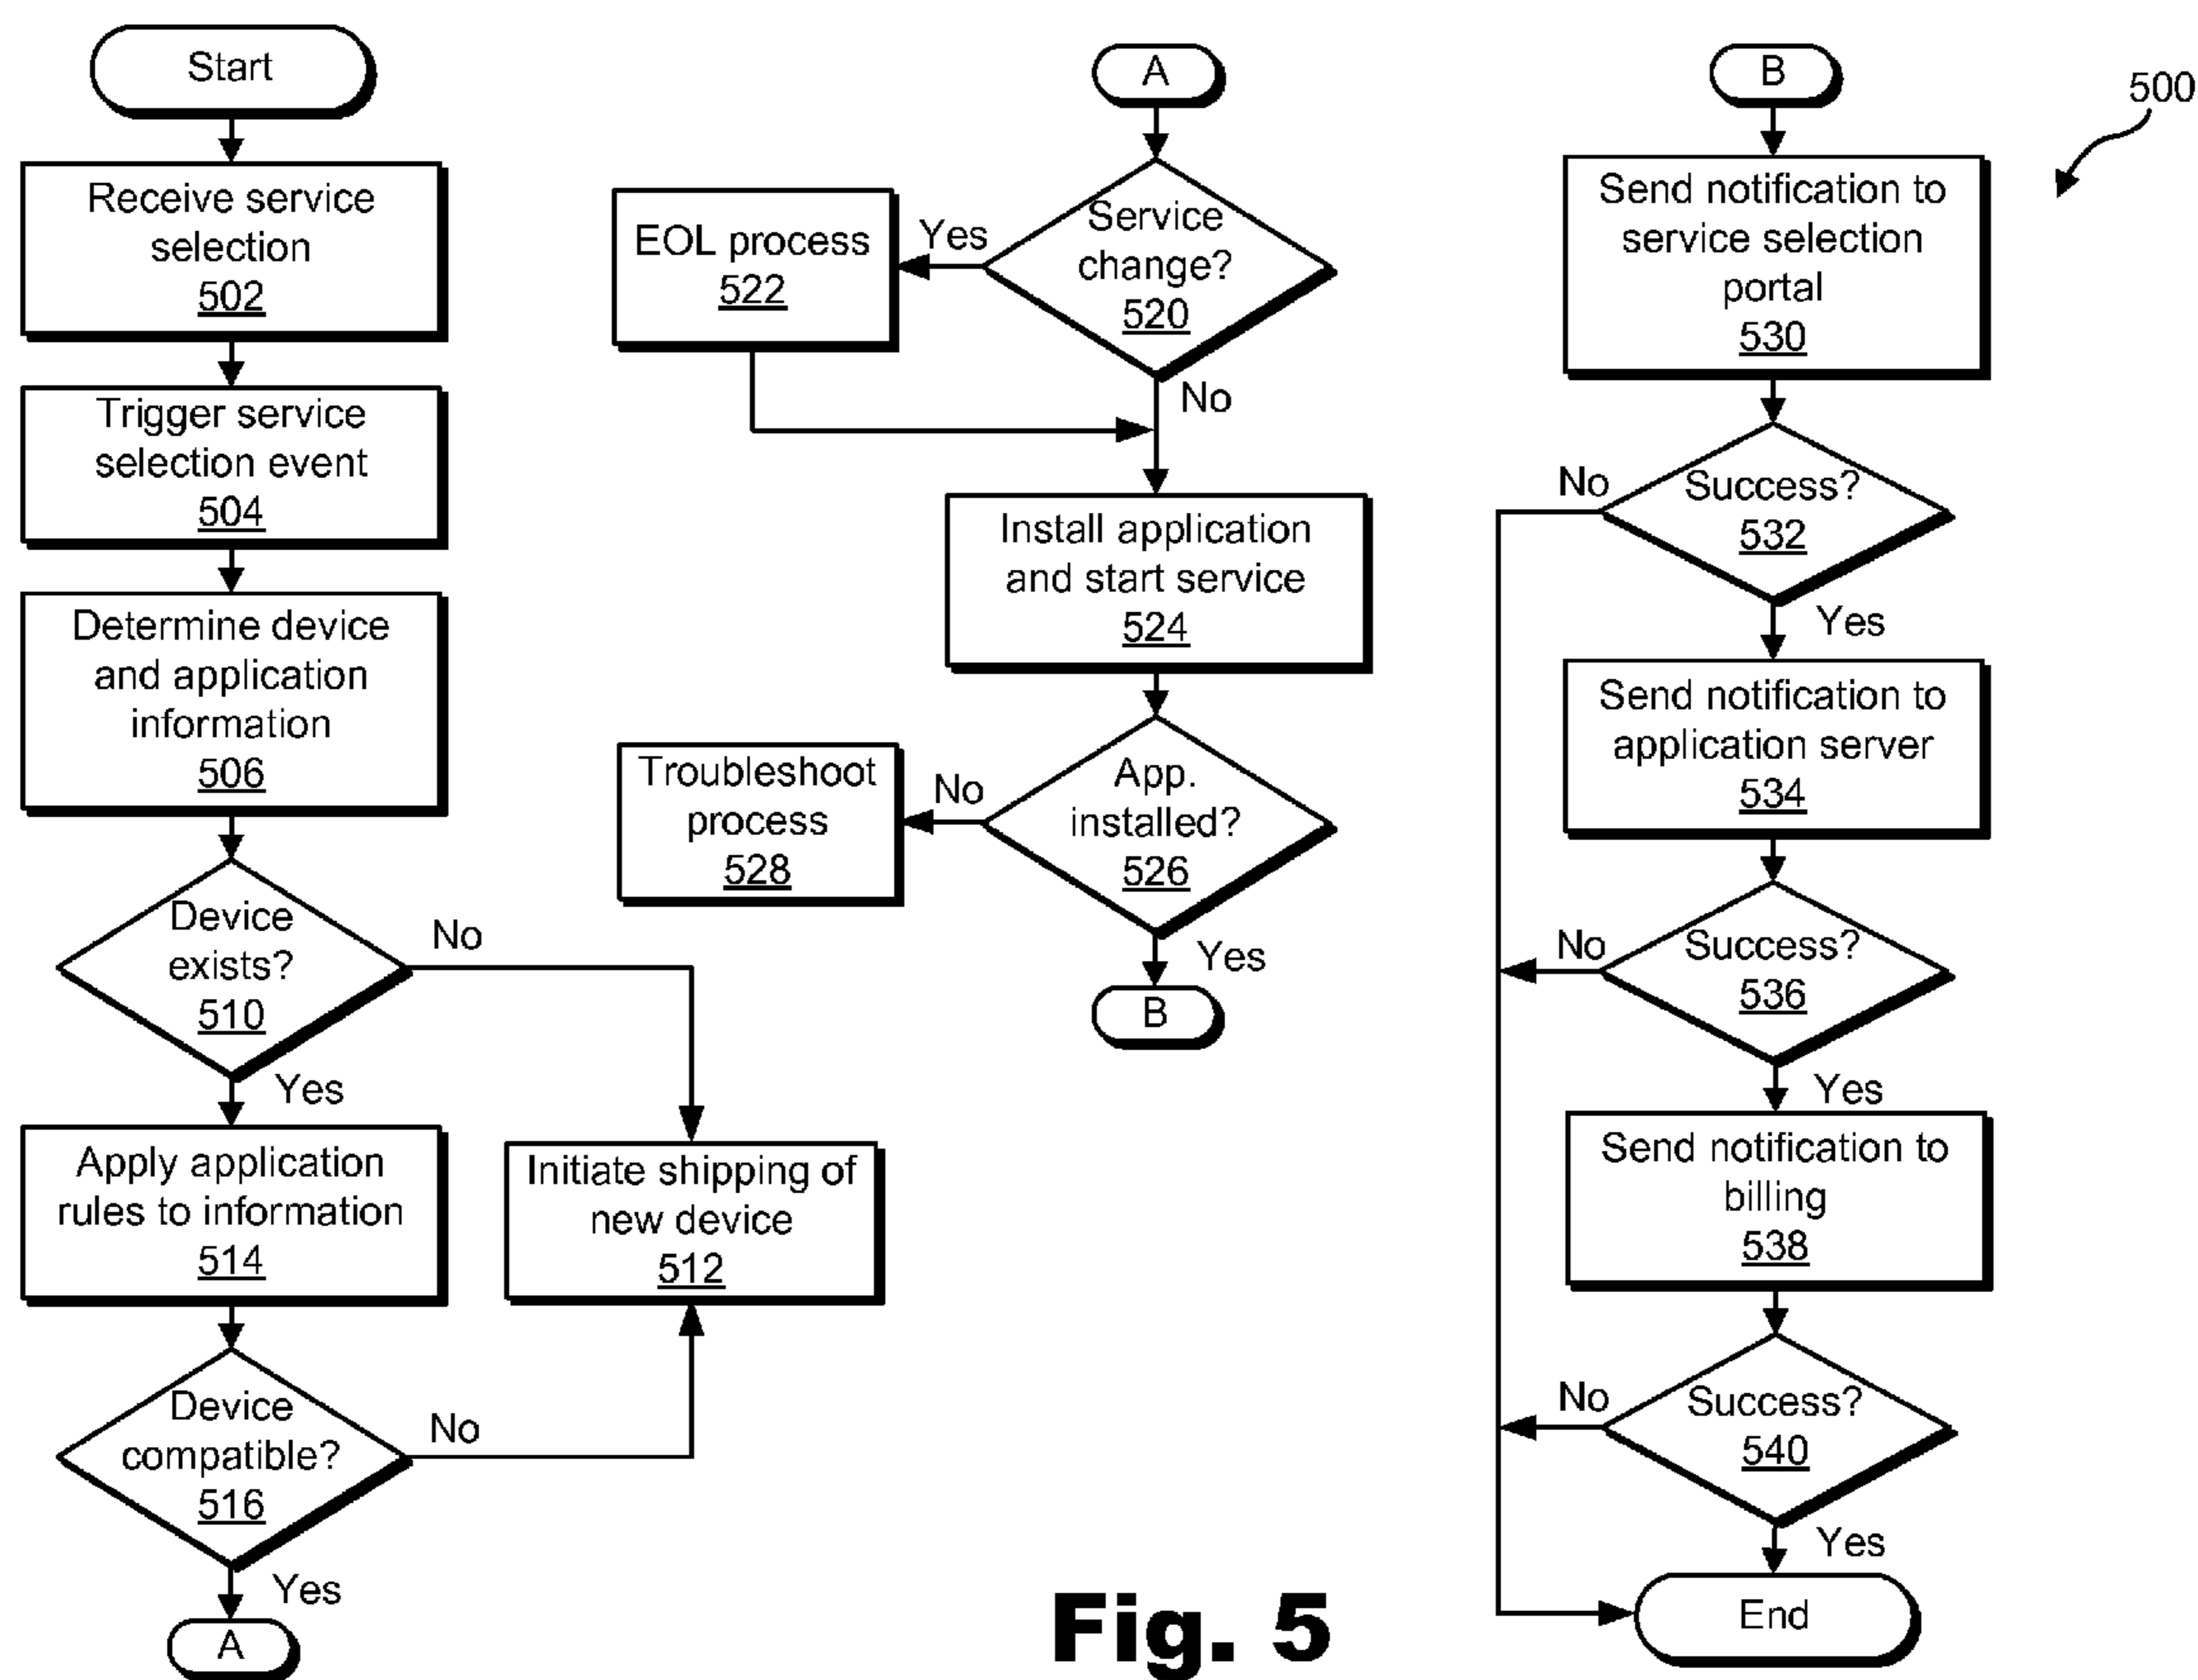 Start
Receive service
selection
502
Trigger service
selection event
504
Determine device
and application
information
506
Device
exists?
510
No
Yes
Apply application
rules to information
514
Initiate shipping of
new device
512
Device
compatible?
516
No
Yes
A
A
Service
change?
520
Yes
EOL process
522
No
Install application
and start service
524
App.
installed?
526
No
Troubleshoot
process
528
Yes
B
B
500
Send notification to
service selection
portal
530
Success?
532
No
Yes
Send notification to
application server
534
Success?
536
No
Yes
Send notification to
billing
538
Success?
540
No
Yes
End
Fig. 5